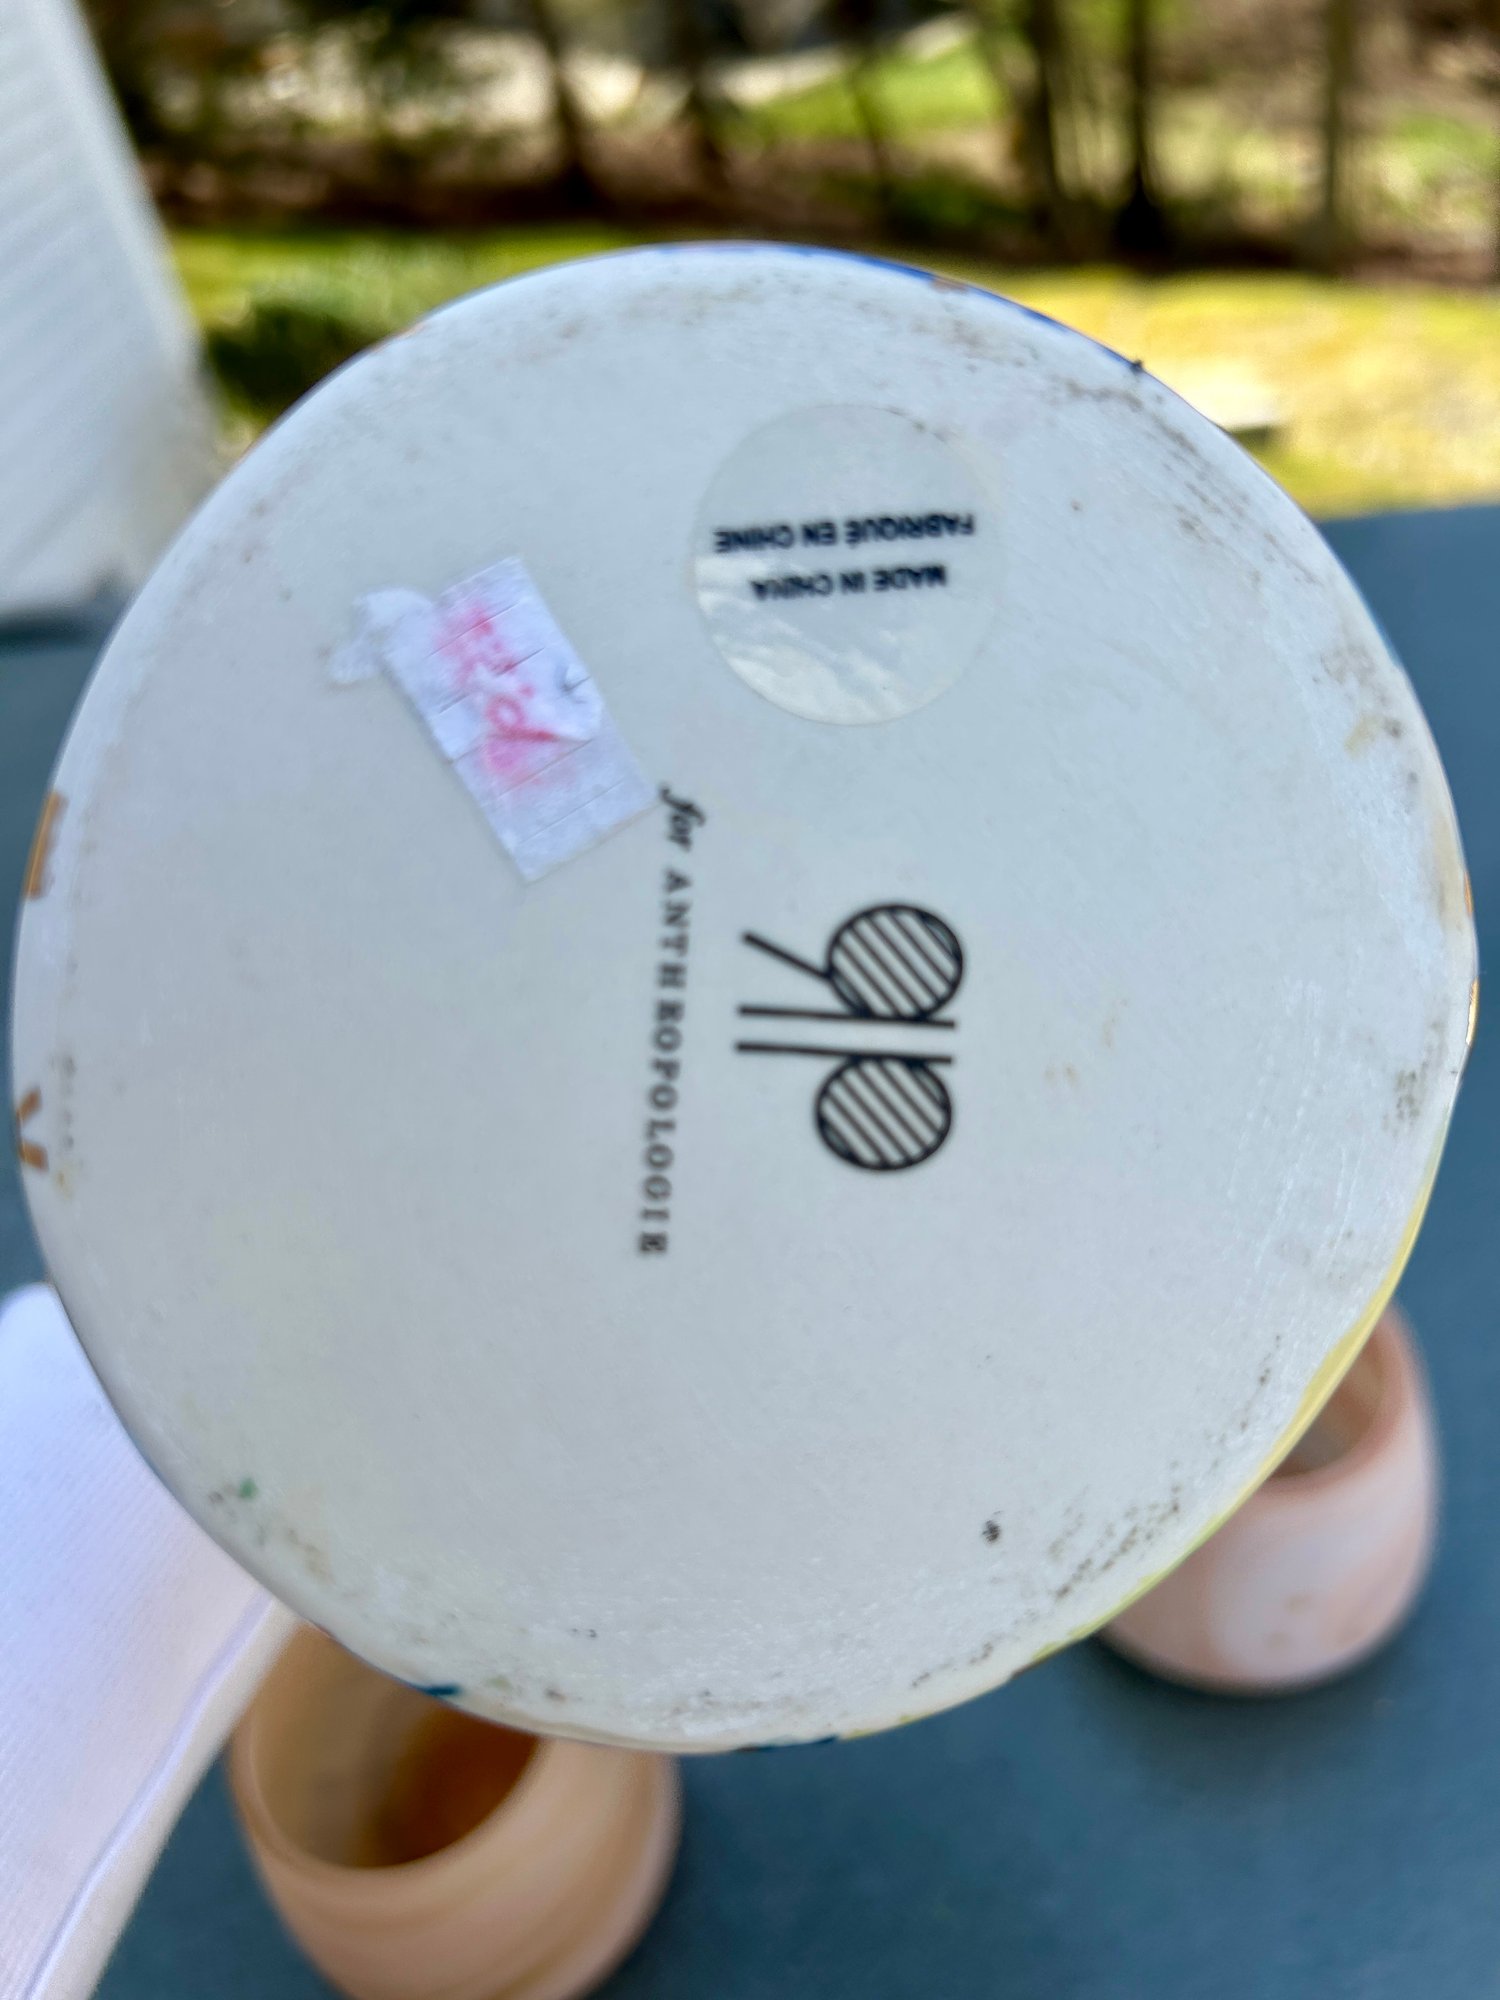 MADE IN CHINA
FABRIQUÉ EN CHINE
for ANTHROPOLOGIE